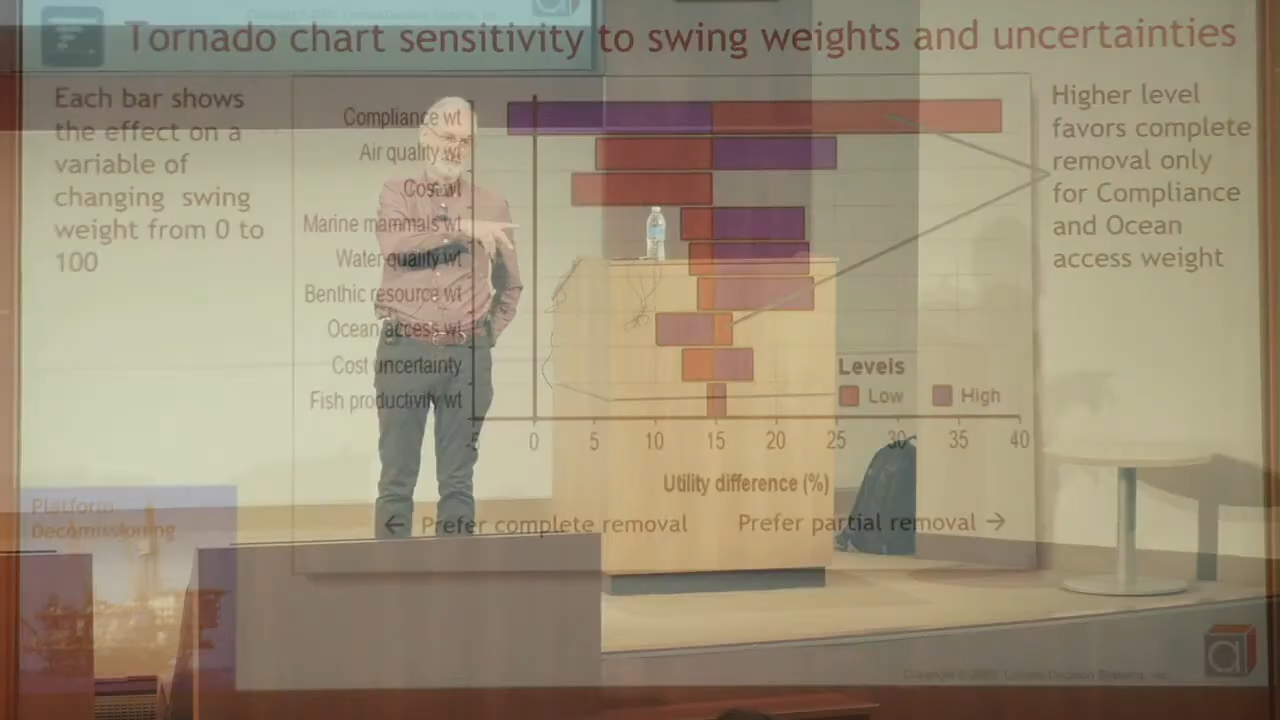 Tornado chart sensitivity to swing weights and uncertainties
Each bar shows
the effect on a
variable of
changing swing
weight from 0 to
100
Compliance wt
Air quality wt
Cost wt
Marine mammals wt
Water quality wt
Benthic resource wt
Ocean access wt
Cost uncertainty
Fish productivity wt
Higher level
favors complete
removal only
for Compliance
and Ocean
access weight
Levels
Low High
-5 0 5 10 15 20 25 30 35 40
Utility difference (%)
← Prefer complete removal Prefer partial removal →
Platform
Decomissioning